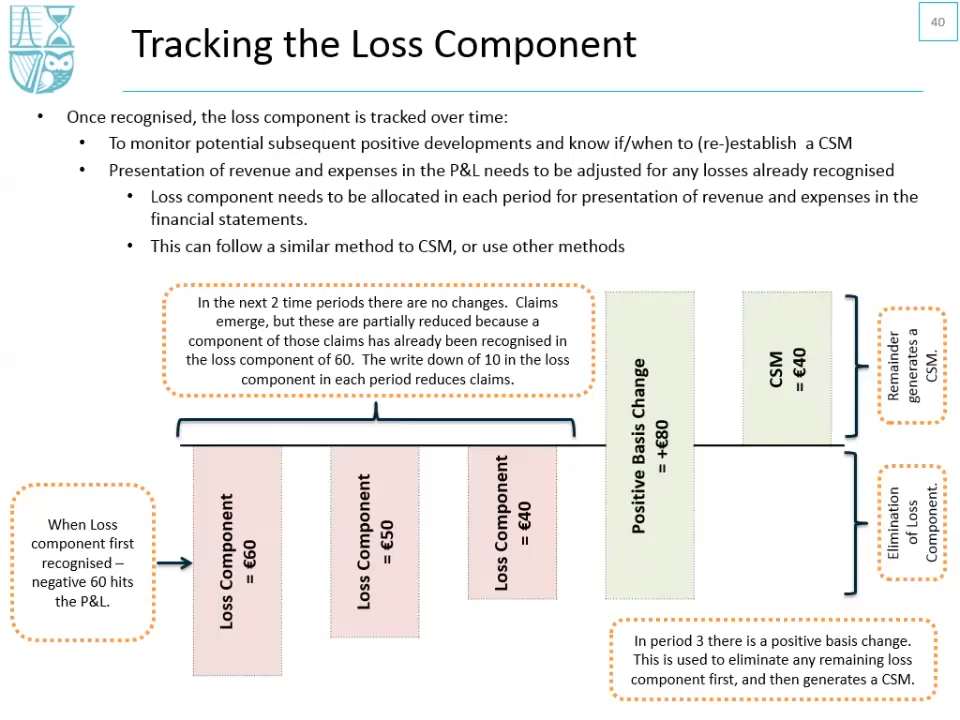 40
Tracking the Loss Component
• Once recognised, the loss component is tracked over time:
• To monitor potential subsequent positive developments and know if/when to (re-)establish a CSM
• Presentation of revenue and expenses in the P&L needs to be adjusted for any losses already recognised
• Loss component needs to be allocated in each period for presentation of revenue and expenses in the
financial statements.
• This can follow a similar method to CSM, or use other methods
In the next 2 time periods there are no changes. Claims
emerge, but these are partially reduced because a
component of those claims has already been recognised in
the loss component of 60. The write down of 10 in the loss
component in each period reduces claims.
When Loss
component first
recognised –
negative 60 hits
the P&L.
Loss Component
= €60
Loss Component
= €50
Loss Component
= €40
Positive Basis Change
= +€80
CSM
= €40
Remainder
generates a
CSM.
Elimination
of Loss
Component.
In period 3 there is a positive basis change.
This is used to eliminate any remaining loss
component first, and then generates a CSM.